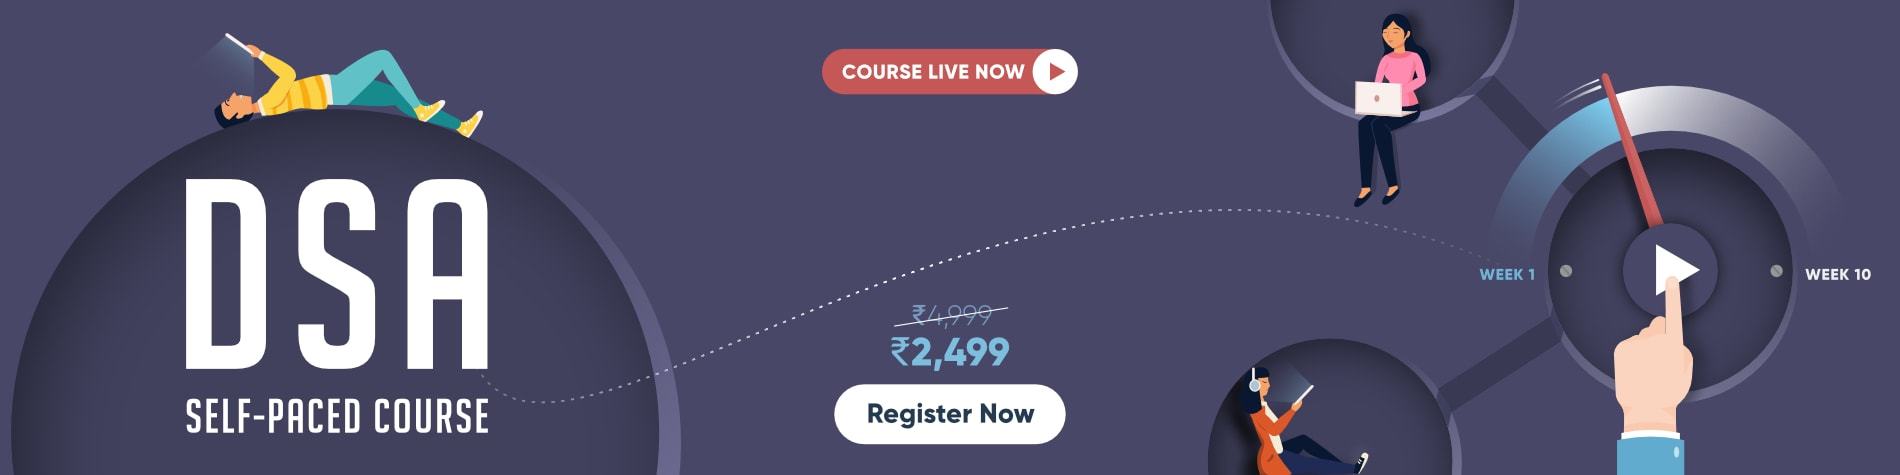 DSA
SELF-PACED COURSE
COURSE LIVE NOW
₹4,999
₹2,499
Register Now
WEEK 1
WEEK 10